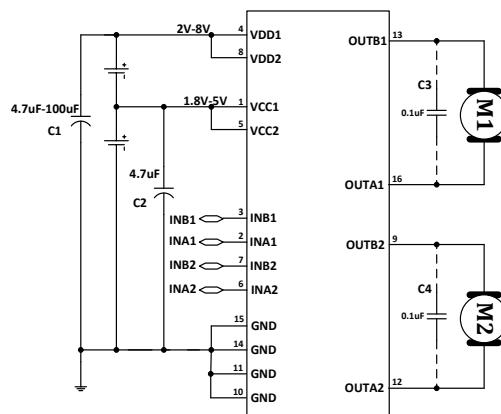 2V-8V
4
VDD1
8
VDD2
4.7uF-100uF
C1
+
-
1.8V-5V
1
VCC1
5
VCC2
+
-
4.7uF
C2
INB1
3
INB1
INA1
2
INA1
INB2
7
INB2
INA2
6
INA2
15
GND
14
GND
11
GND
10
GND
OUTB1
13
C3
0.1uF
M1
OUTA1
16
OUTB2
9
C4
0.1uF
M2
OUTA2
12